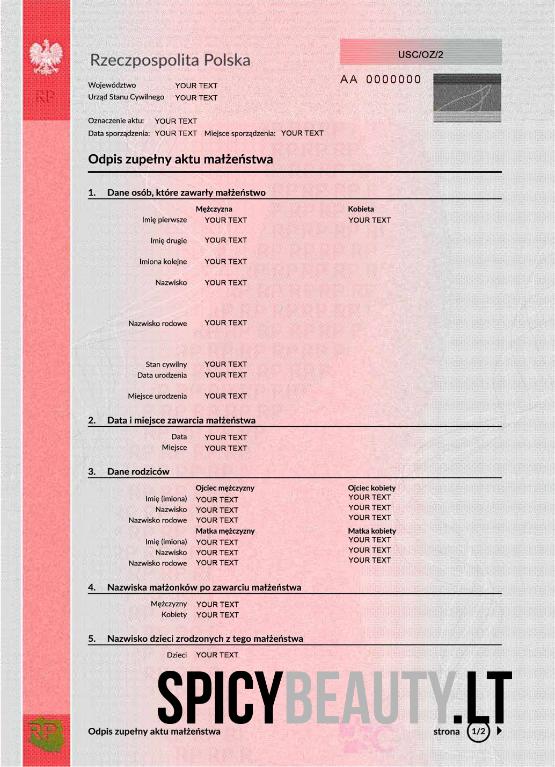 Rzeczpospolita Polska
USC/OZ/2
AA 0000000
RP
Województwo YOUR TEXT
Urząd Stanu Cywilnego YOUR TEXT
Oznaczenie aktu: YOUR TEXT
Data sporządzenia: YOUR TEXT Miejsce sporządzenia: YOUR TEXT
Odpis zupełny aktu małżeństwa
1. Dane osób, które zawarły małżeństwo
Mężczyzna Kobieta
Imię pierwsze YOUR TEXT YOUR TEXT
Imię drugie YOUR TEXT
Imiona kolejne YOUR TEXT
Nazwisko YOUR TEXT
Nazwisko rodowe YOUR TEXT
Stan cywilny YOUR TEXT
Data urodzenia YOUR TEXT
Miejsce urodzenia YOUR TEXT
2. Data i miejsce zawarcia małżeństwa
Data YOUR TEXT
Miejsce YOUR TEXT
3. Dane rodziców
Ojciec mężczyzny Ojciec kobiety
Imię (imiona) YOUR TEXT YOUR TEXT
Nazwisko YOUR TEXT YOUR TEXT
Nazwisko rodowe YOUR TEXT YOUR TEXT
Matka mężczyzny Matka kobiety
Imię (imiona) YOUR TEXT YOUR TEXT
Nazwisko YOUR TEXT YOUR TEXT
Nazwisko rodowe YOUR TEXT YOUR TEXT
4. Nazwiska małżonków po zawarciu małżeństwa
Mężczyzny YOUR TEXT
Kobiety YOUR TEXT
5. Nazwisko dzieci zrodzonych z tego małżeństwa
Dzieci YOUR TEXT
SPICYBEAUTY.LT
RP
Odpis zupełny aktu małżeństwa strona 1/2